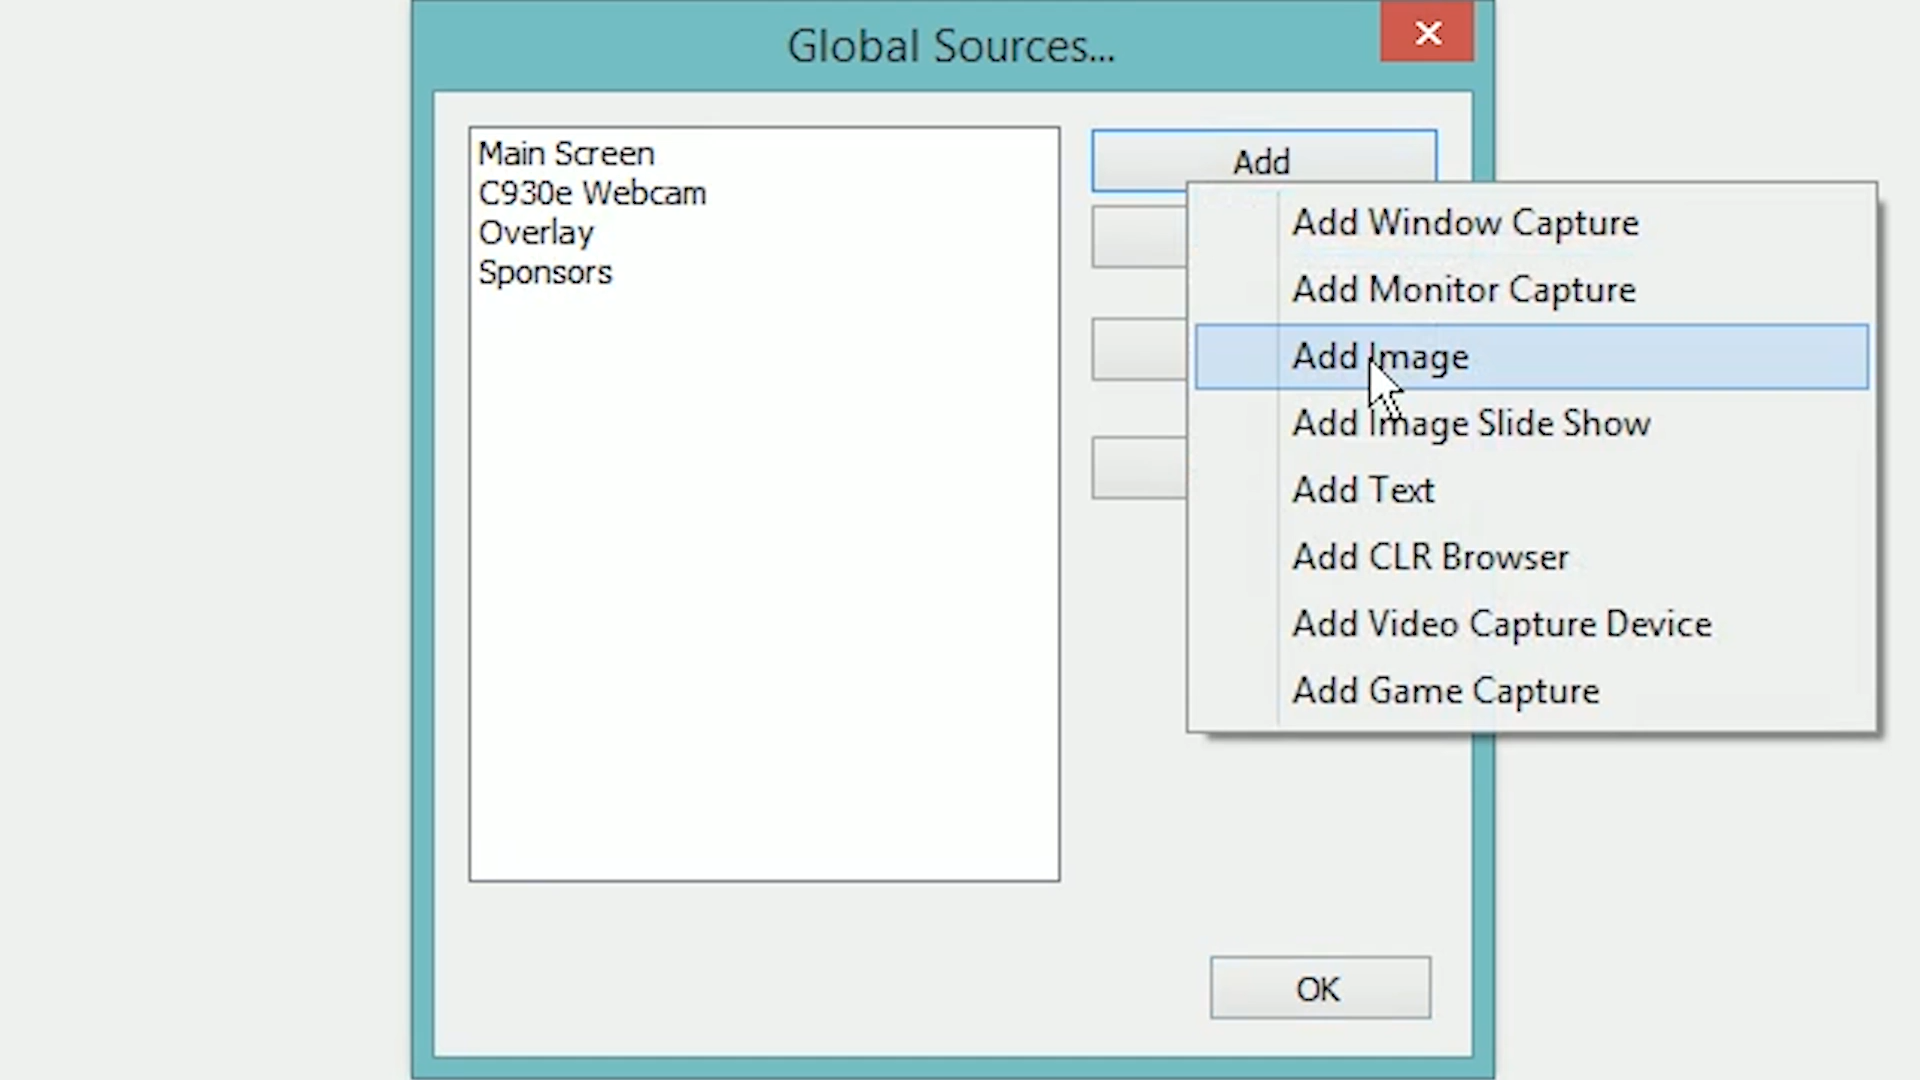 Global Sources...
Main Screen
C930e Webcam
Overlay
Sponsors
Add
Add Window Capture
Add Monitor Capture
Add Image
Add Image Slide Show
Add Text
Add CLR Browser
Add Video Capture Device
Add Game Capture
OK